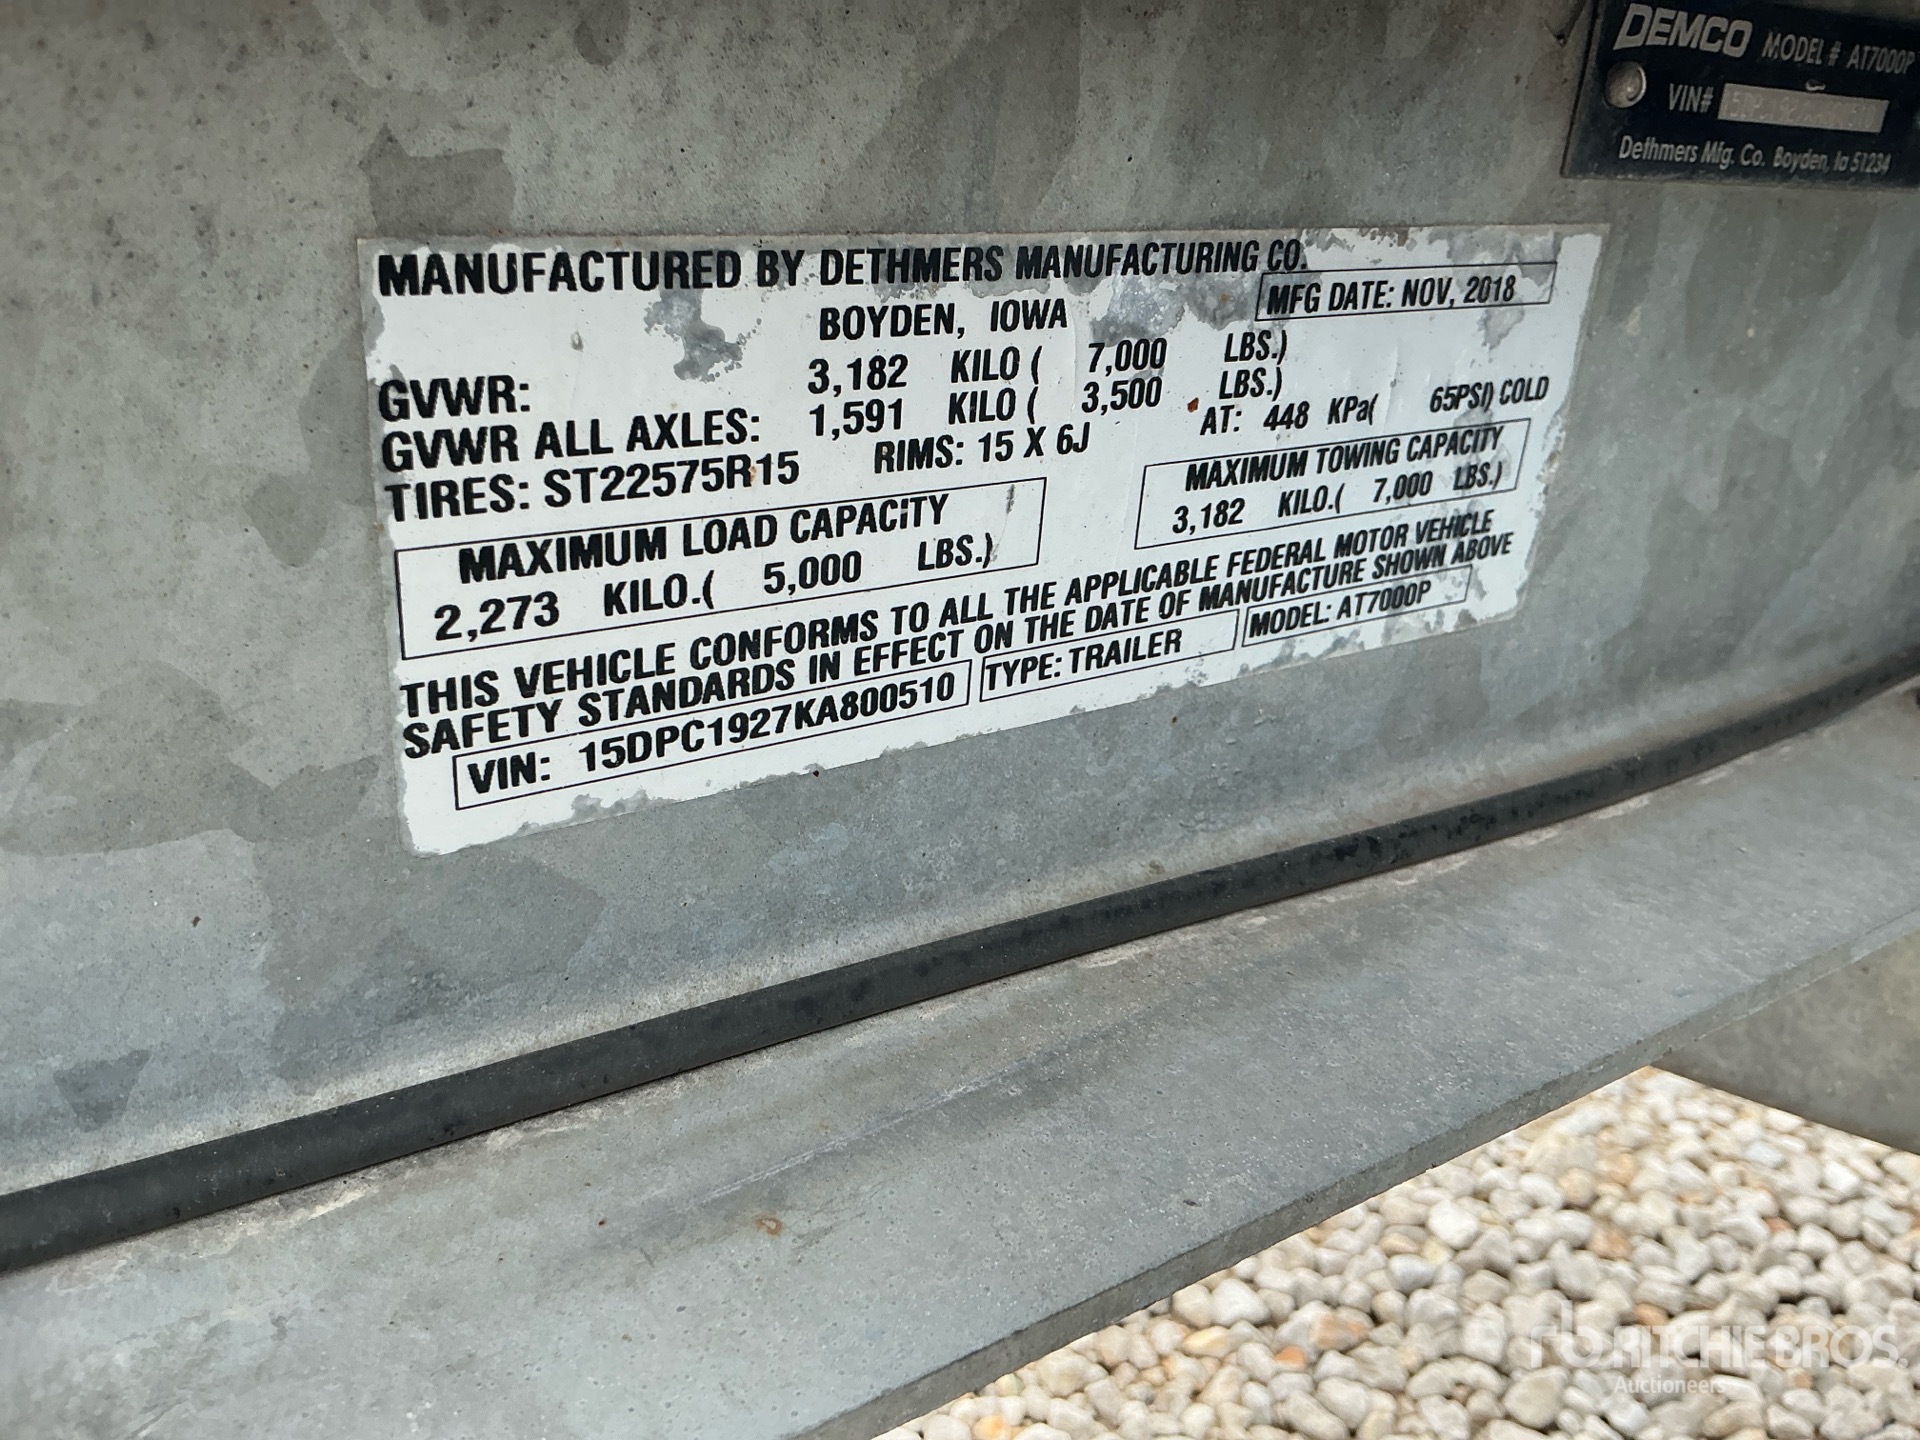 DEMCO MODEL # AT7000P
VIN#
Dethmers Mfg. Co. Boyden, Ia 51234
MANUFACTURED BY DETHMERS MANUFACTURING CO.
BOYDEN, IOWA
MFG DATE: NOV, 2018
GVWR: 3,182 KILO ( 7,000 LBS.)
GVWR ALL AXLES: 1,591 KILO ( 3,500 LBS.)
TIRES: ST22575R15 RIMS: 15 X 6J AT: 448 KPa( 65PSI) COLD
MAXIMUM LOAD CAPACITY
2,273 KILO.( 5,000 LBS.)
MAXIMUM TOWING CAPACITY
3,182 KILO.( 7,000 LBS.)
THIS VEHICLE CONFORMS TO ALL THE APPLICABLE FEDERAL MOTOR VEHICLE
SAFETY STANDARDS IN EFFECT ON THE DATE OF MANUFACTURE SHOWN ABOVE
VIN: 15DPC1927KA800510 TYPE: TRAILER MODEL: AT7000P
rb RITCHIE BROS.
Auctioneers